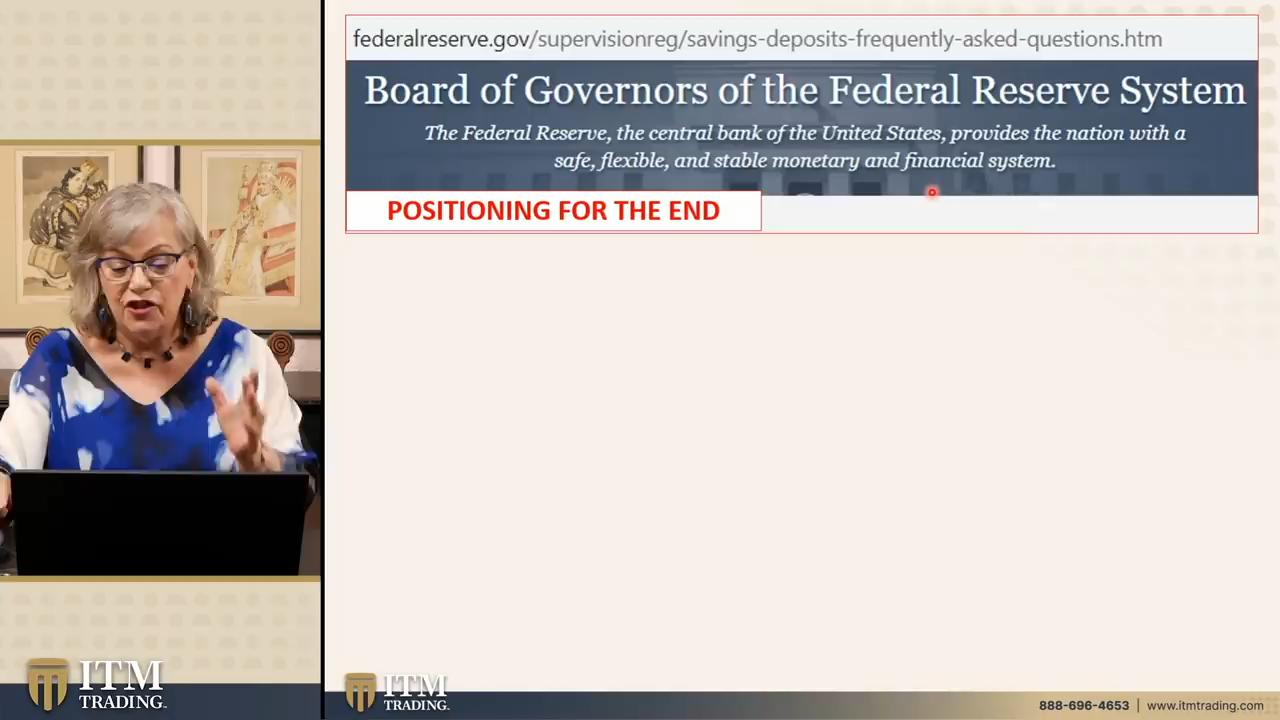 federalreserve.gov/supervisionreg/savings-deposits-frequently-asked-questions.htm
Board of Governors of the Federal Reserve System
The Federal Reserve, the central bank of the United States, provides the nation with a
safe, flexible, and stable monetary and financial system.
POSITIONING FOR THE END
ITM
TRADING
ITM
TRADING
888-696-4653 | www.itmtrading.com